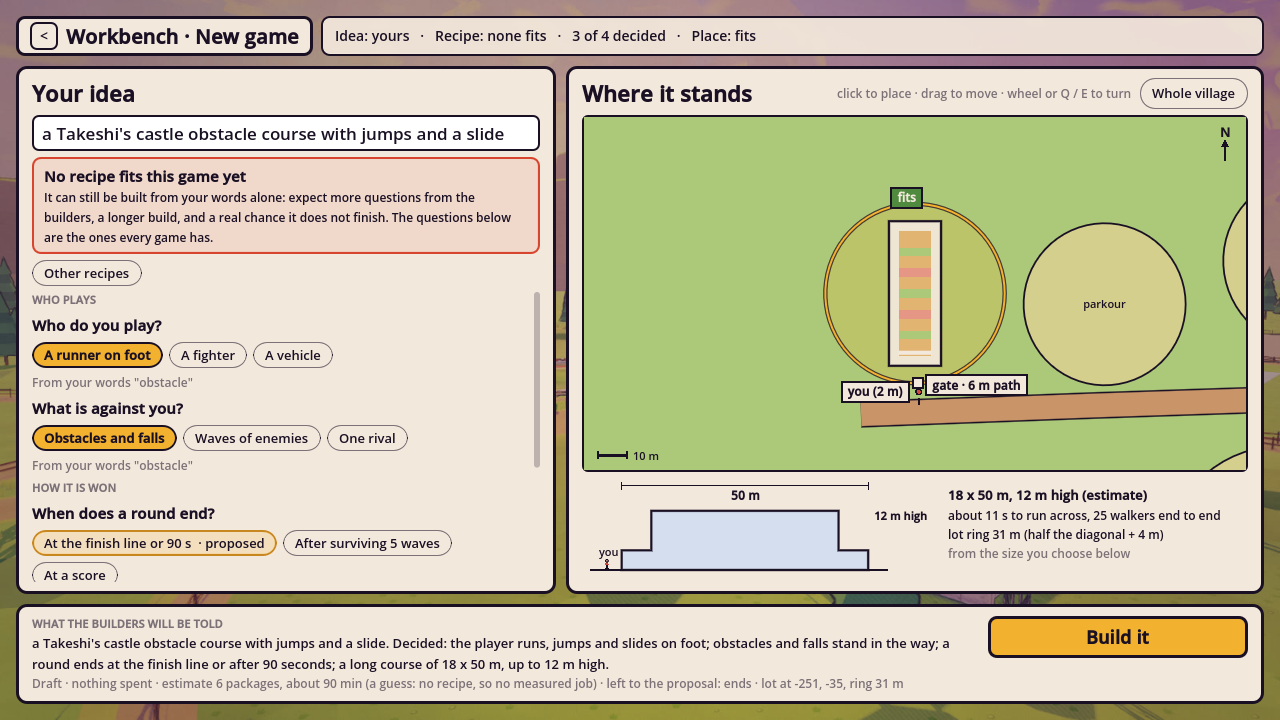 < Workbench · New game
Idea: yours · Recipe: none fits · 3 of 4 decided · Place: fits
Your idea
a Takeshi's castle obstacle course with jumps and a slide
No recipe fits this game yet
It can still be built from your words alone: expect more questions from the
builders, a longer build, and a real chance it does not finish. The questions below
are the ones every game has.
Other recipes
WHO PLAYS
Who do you play?
A runner on foot
A fighter
A vehicle
From your words "obstacle"
What is against you?
Obstacles and falls
Waves of enemies
One rival
From your words "obstacle"
HOW IT IS WON
When does a round end?
At the finish line or 90 s · proposed
After surviving 5 waves
At a score
Where it stands
click to place · drag to move · wheel or Q / E to turn
Whole village
N
fits
parkour
you (2 m)
gate · 6 m path
10 m
50 m
12 m high
you
18 x 50 m, 12 m high (estimate)
about 11 s to run across, 25 walkers end to end
lot ring 31 m (half the diagonal + 4 m)
from the size you choose below
WHAT THE BUILDERS WILL BE TOLD
a Takeshi's castle obstacle course with jumps and a slide. Decided: the player runs, jumps and slides on foot; obstacles and falls stand in the way; a
round ends at the finish line or after 90 seconds; a long course of 18 x 50 m, up to 12 m high.
Draft · nothing spent · estimate 6 packages, about 90 min (a guess: no recipe, so no measured job) · left to the proposal: ends · lot at -251, -35, ring 31 m
Build it